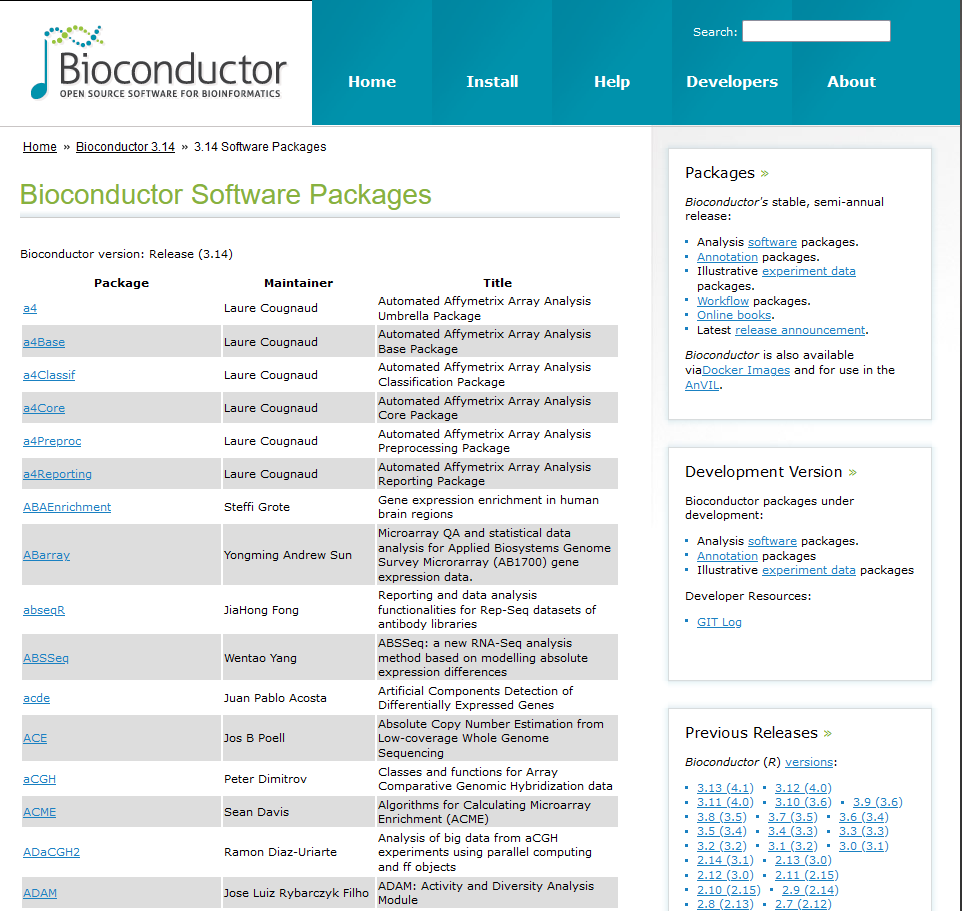 Bioconductor
OPEN SOURCE SOFTWARE FOR BIOINFORMATICS
Search:
Home Install Help Developers About
Home » Bioconductor 3.14 » 3.14 Software Packages
Bioconductor Software Packages
Bioconductor version: Release (3.14)
Package Maintainer Title
a4 Laure Cougnaud Automated Affymetrix Array Analysis
Umbrella Package
a4Base Laure Cougnaud Automated Affymetrix Array Analysis
Base Package
a4Classif Laure Cougnaud Automated Affymetrix Array Analysis
Classification Package
a4Core Laure Cougnaud Automated Affymetrix Array Analysis
Core Package
a4Preproc Laure Cougnaud Automated Affymetrix Array Analysis
Preprocessing Package
a4Reporting Laure Cougnaud Automated Affymetrix Array Analysis
Reporting Package
ABAEnrichment Steffi Grote Gene expression enrichment in human
brain regions
ABarray Yongming Andrew Sun Microarray QA and statistical data
analysis for Applied Biosystems Genome
Survey Microrarray (AB1700) gene
expression data.
abseqR JiaHong Fong Reporting and data analysis
functionalities for Rep-Seq datasets of
antibody libraries
ABSSeq Wentao Yang ABSSeq: a new RNA-Seq analysis
method based on modelling absolute
expression differences
acde Juan Pablo Acosta Artificial Components Detection of
Differentially Expressed Genes
ACE Jos B Poell Absolute Copy Number Estimation from
Low-coverage Whole Genome
Sequencing
aCGH Peter Dimitrov Classes and functions for Array
Comparative Genomic Hybridization data
ACME Sean Davis Algorithms for Calculating Microarray
Enrichment (ACME)
ADaCGH2 Ramon Diaz-Uriarte Analysis of big data from aCGH
experiments using parallel computing
and ff objects
ADAM Jose Luiz Rybarczyk Filho ADAM: Activity and Diversity Analysis
Module
Packages »
Bioconductor's stable, semi-annual
release:
Analysis software packages.
Annotation packages.
Illustrative experiment data
packages.
Workflow packages.
Online books.
Latest release announcement.
Bioconductor is also available
viaDocker Images and for use in the
AnVIL.
Development Version »
Bioconductor packages under
development:
Analysis software packages.
Annotation packages
Illustrative experiment data packages
Developer Resources:
GIT Log
Previous Releases »
Bioconductor (R) versions:
3.13 (4.1) 3.12 (4.0)
3.11 (4.0) 3.10 (3.6) 3.9 (3.6)
3.8 (3.5) 3.7 (3.5) 3.6 (3.4)
3.5 (3.4) 3.4 (3.3) 3.3 (3.3)
3.2 (3.2) 3.1 (3.2) 3.0 (3.1)
2.14 (3.1) 2.13 (3.0)
2.12 (3.0) 2.11 (2.15)
2.10 (2.15) 2.9 (2.14)
2.8 (2.13) 2.7 (2.12)